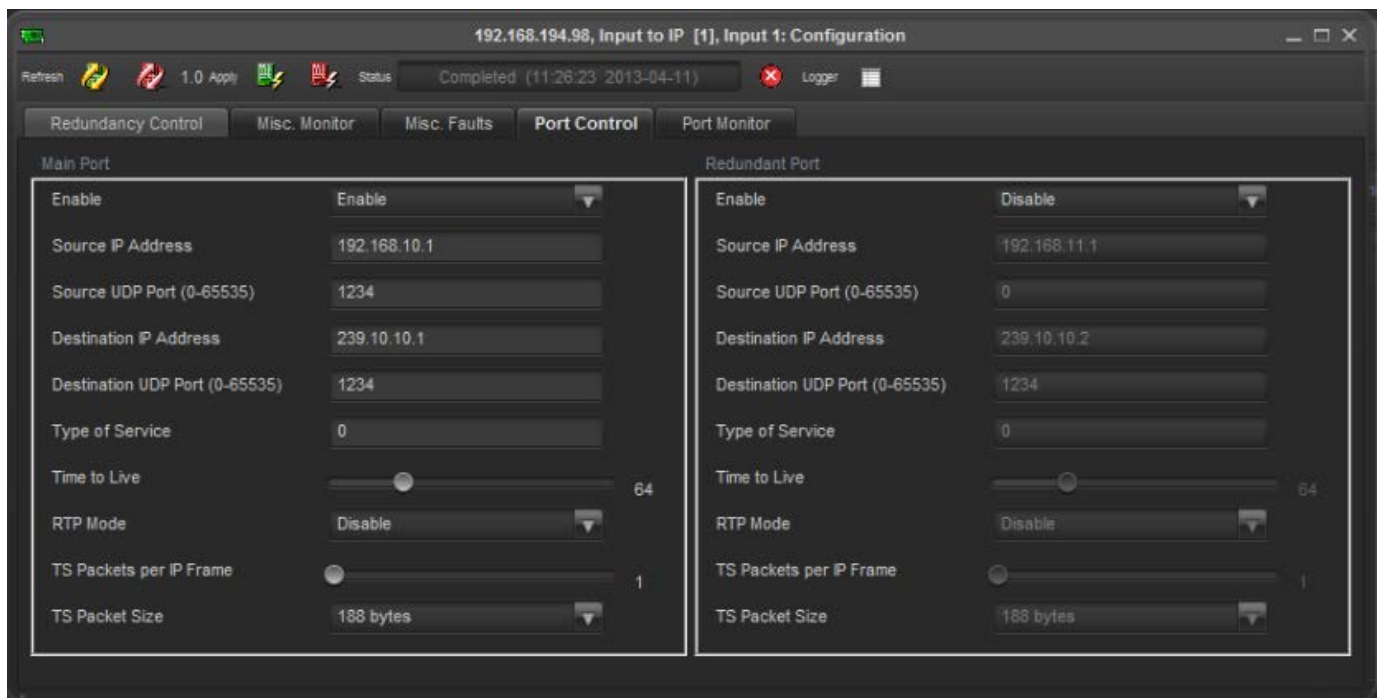 192.168.194.98, Input to IP [1], Input 1: Configuration
Refresh 1.0 Apply Status Completed (11:26:23 2013-04-11) Logger
Redundancy Control Misc. Monitor Misc. Faults Port Control Port Monitor
Main Port
Enable Enable
Source IP Address 192.168.10.1
Source UDP Port (0-65535) 1234
Destination IP Address 239.10.10.1
Destination UDP Port (0-65535) 1234
Type of Service 0
Time to Live 64
RTP Mode Disable
TS Packets per IP Frame 1
TS Packet Size 188 bytes
Redundant Port
Enable Disable
Source IP Address 192.168.11.1
Source UDP Port (0-65535) 0
Destination IP Address 239.10.10.2
Destination UDP Port (0-65535) 1234
Type of Service 0
Time to Live 64
RTP Mode Disable
TS Packets per IP Frame 1
TS Packet Size 188 bytes